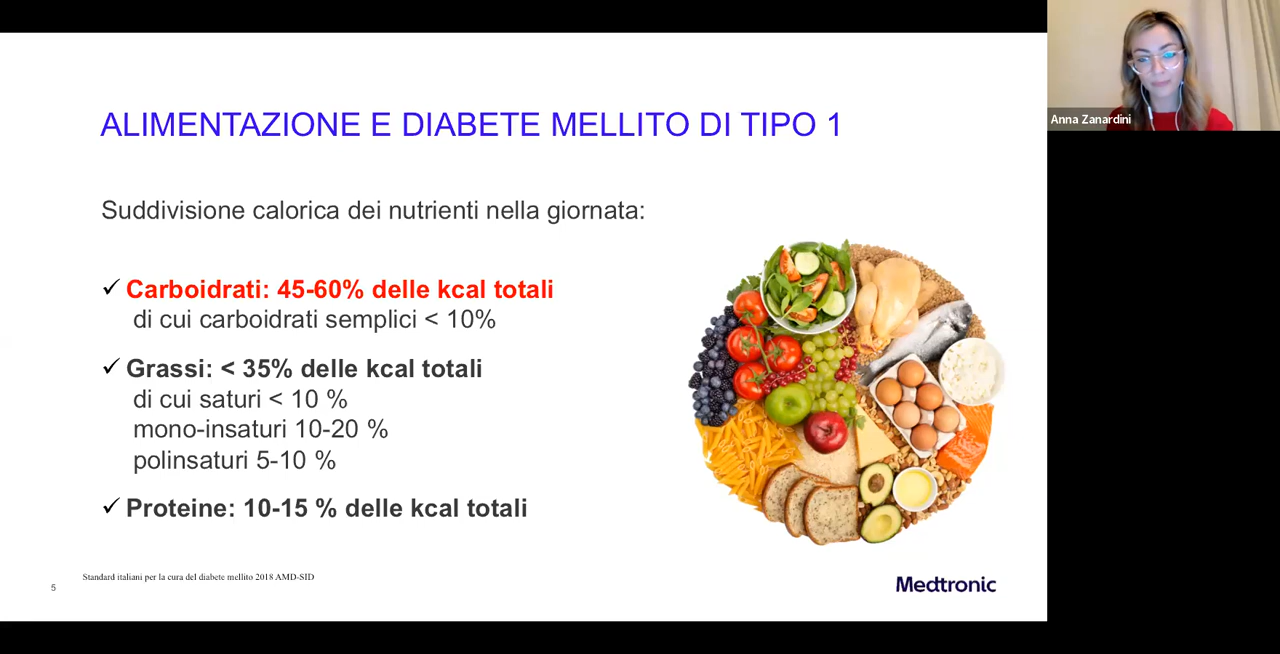 ALIMENTAZIONE E DIABETE MELLITO DI TIPO 1
Suddivisione calorica dei nutrienti nella giornata:
✓ Carboidrati: 45-60% delle kcal totali
di cui carboidrati semplici < 10%
✓ Grassi: < 35% delle kcal totali
di cui saturi < 10 %
mono-insaturi 10-20 %
polinsaturi 5-10 %
✓ Proteine: 10-15 % delle kcal totali
Standard italiani per la cura del diabete mellito 2018 AMD-SID
5
Medtronic
Anna Zanardini